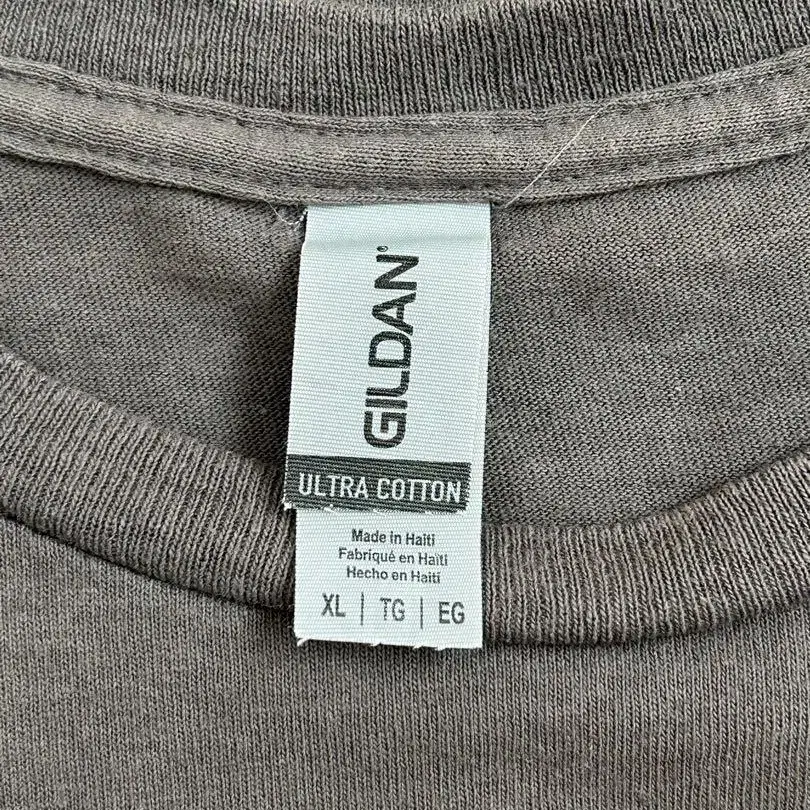 GILDAN®
ULTRA COTTON
Made in Haiti
Fabriqué en Haïti
Hecho en Haití
XL | TG | EG